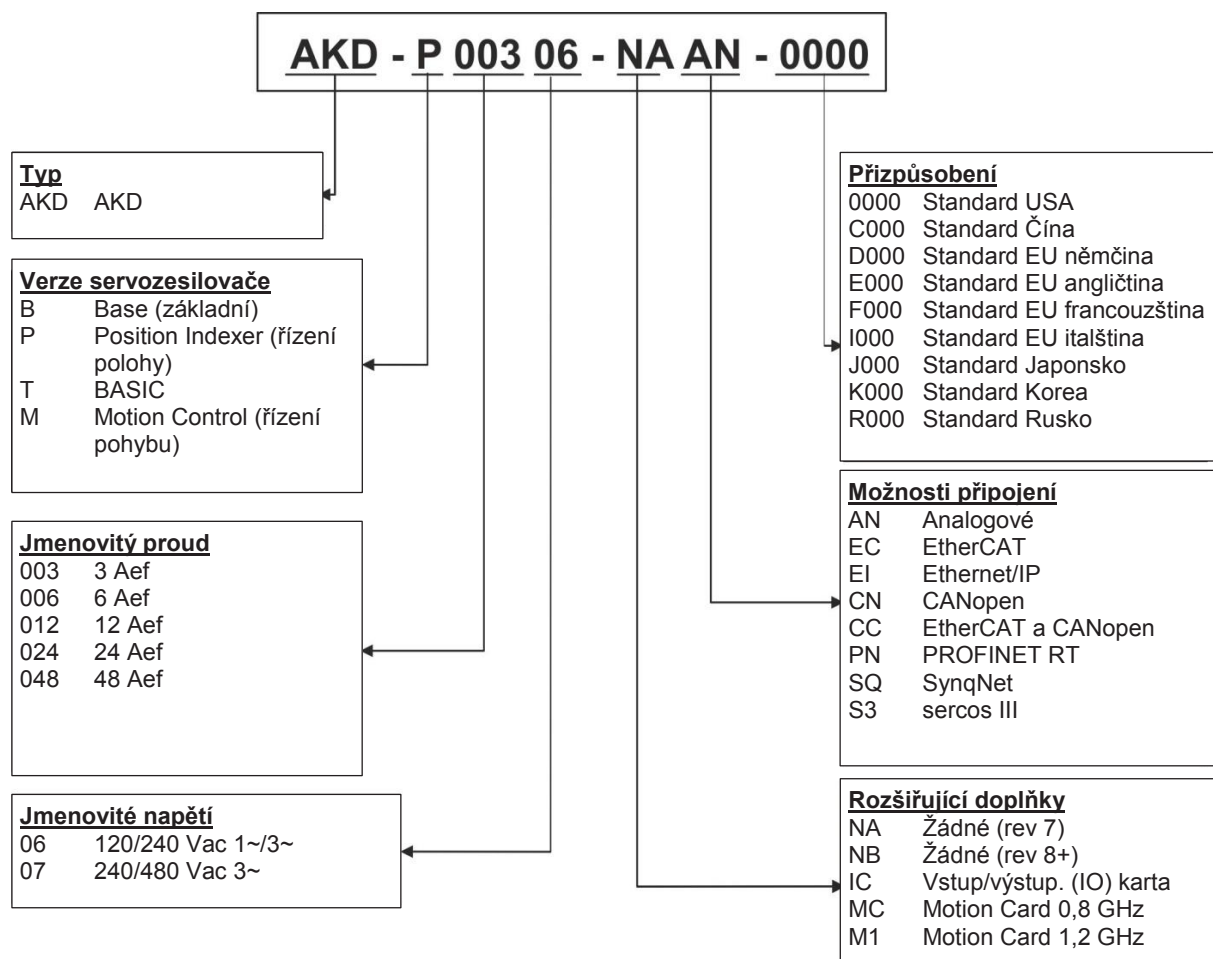 AKD - P 003 06 - NA AN - 0000
Typ
AKD AKD
Verze servozesilovače
B Base (základní)
P Position Indexer (řízení
polohy)
T BASIC
M Motion Control (řízení
pohybu)
Jmenovitý proud
003 3 Aef
006 6 Aef
012 12 Aef
024 24 Aef
048 48 Aef
Jmenovité napětí
06 120/240 Vac 1~/3~
07 240/480 Vac 3~
Přizpůsobení
0000 Standard USA
C000 Standard Čína
D000 Standard EU němčina
E000 Standard EU angličtina
F000 Standard EU francouzština
I000 Standard EU italština
J000 Standard Japonsko
K000 Standard Korea
R000 Standard Rusko
Možnosti připojení
AN Analogové
EC EtherCAT
EI Ethernet/IP
CN CANopen
CC EtherCAT a CANopen
PN PROFINET RT
SQ SynqNet
S3 sercos III
Rozšiřující doplňky
NA Žádné (rev 7)
NB Žádné (rev 8+)
IC Vstup/výstup. (IO) karta
MC Motion Card 0,8 GHz
M1 Motion Card 1,2 GHz